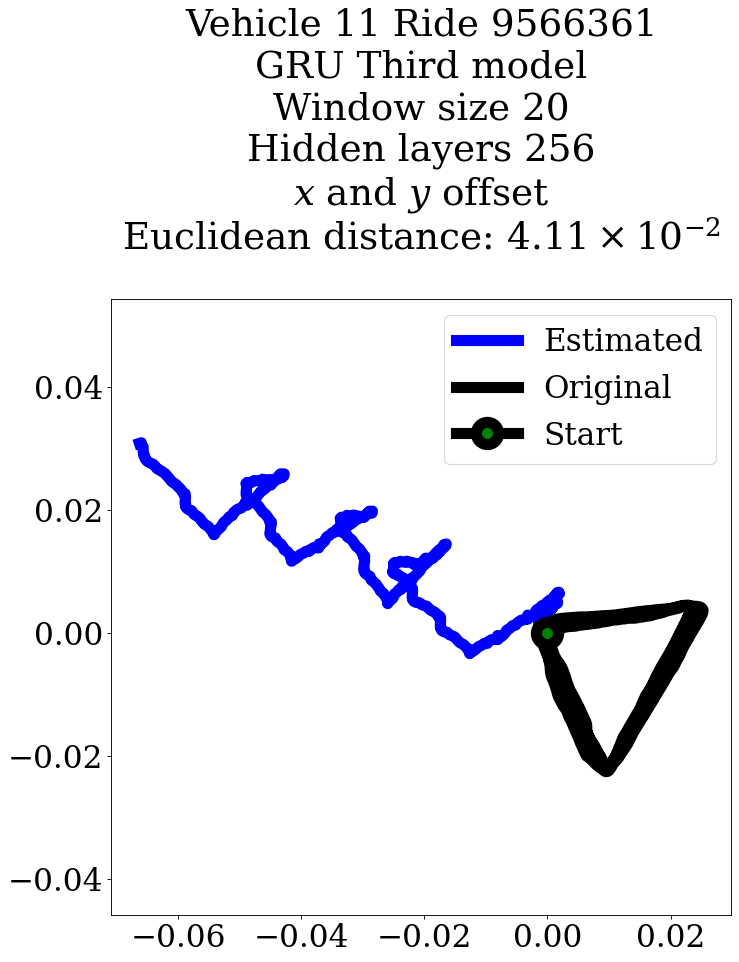 Vehicle 11 Ride 9566361
GRU Third model
Window size 20
Hidden layers 256
x and y offset
Euclidean distance: 4.11 × 10⁻²
Estimated
Original
Start
0.04
0.02
0.00
−0.02
−0.04
−0.06
−0.04
−0.02
0.00
0.02